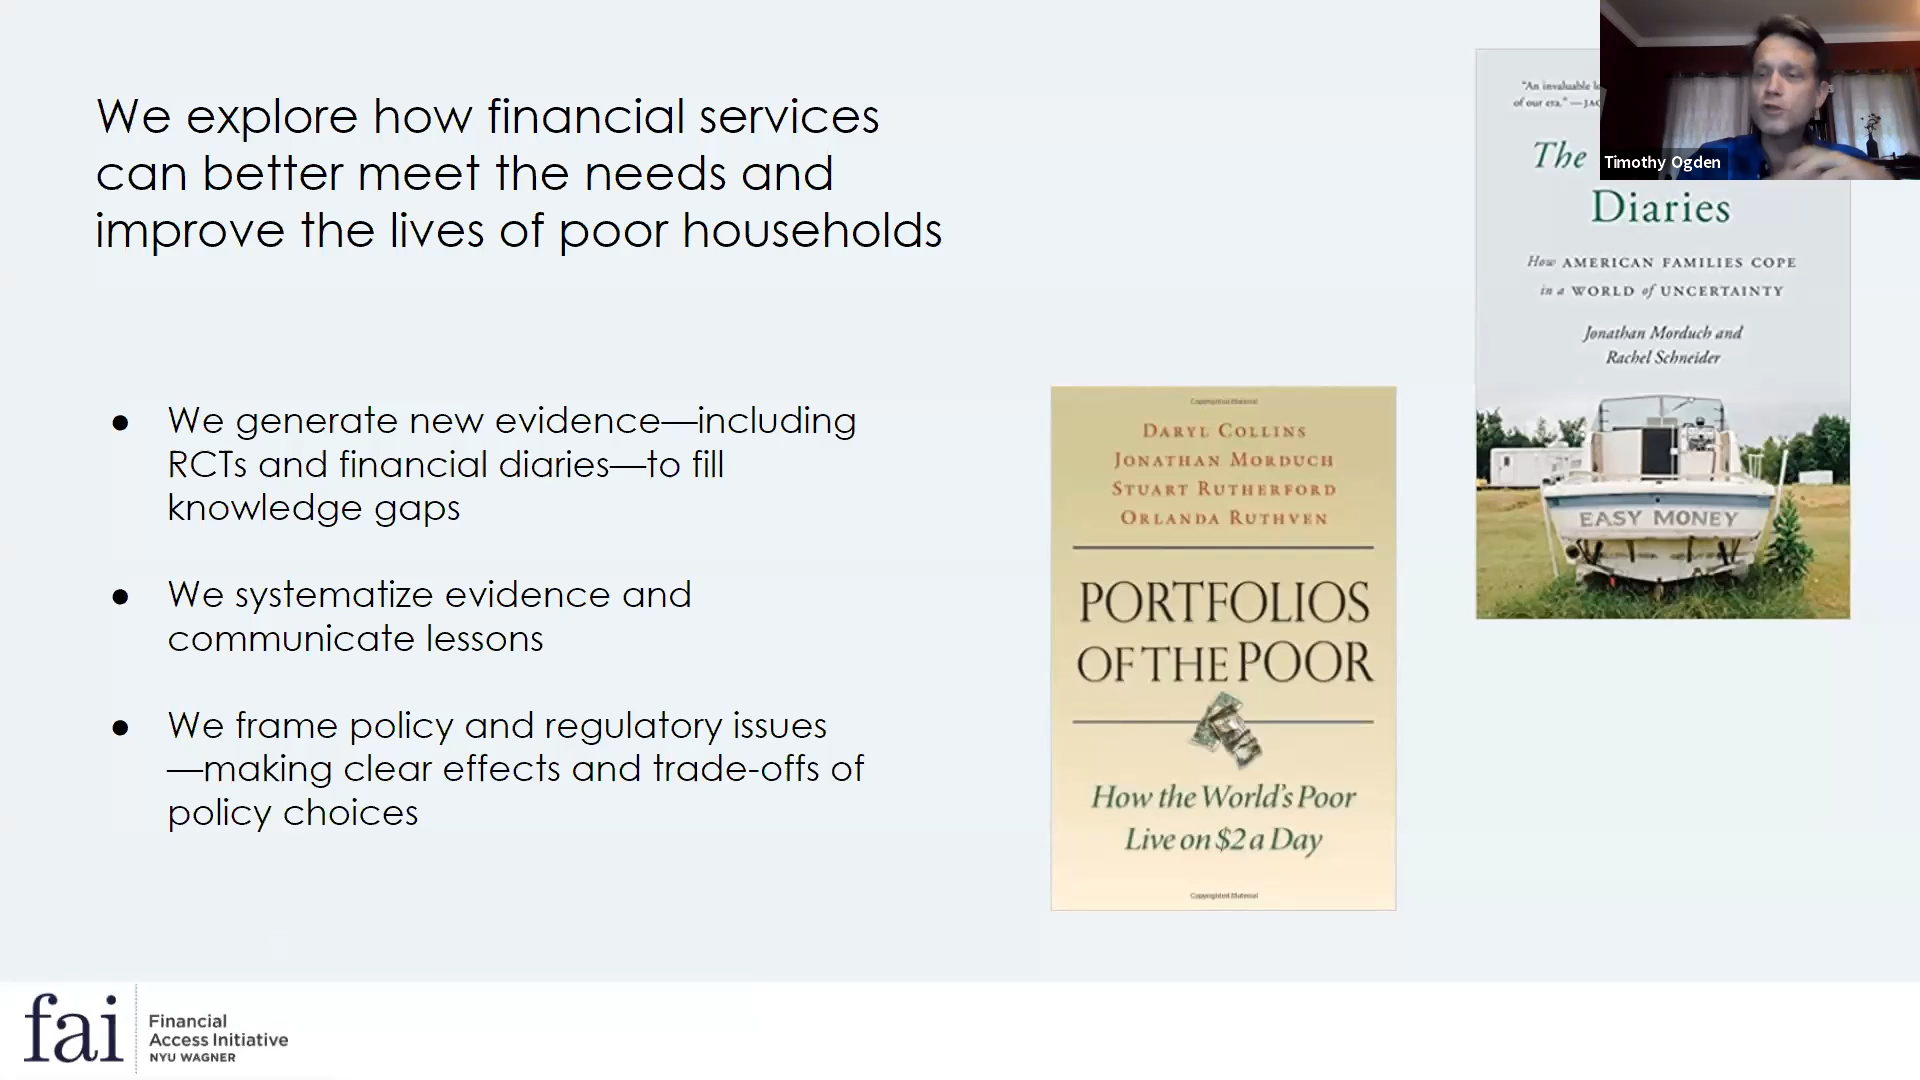 We explore how financial services
can better meet the needs and
improve the lives of poor households
● We generate new evidence—including
RCTs and financial diaries—to fill
knowledge gaps
● We systematize evidence and
communicate lessons
● We frame policy and regulatory issues
—making clear effects and trade-offs of
policy choices
Copyrighted Material
DARYL COLLINS
JONATHAN MORDUCH
STUART RUTHERFORD
ORLANDA RUTHVEN
PORTFOLIOS
OF THE POOR
How the World's Poor
Live on $2 a Day
Copyrighted Material
"An invaluable
of our era." —
The
Diaries
How AMERICAN FAMILIES COPE
in a WORLD of UNCERTAINTY
Jonathan Morduch and
Rachel Schneider
EASY MONEY
Timothy Ogden
fai
Financial
Access Initiative
NYU WAGNER